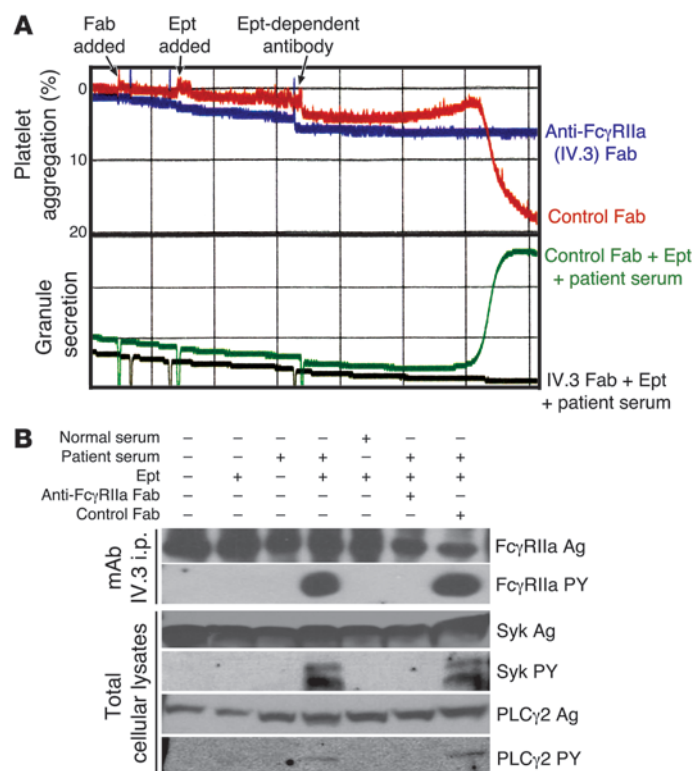 A
Fab
added
Ept
added
Ept-dependent
antibody
Platelet
aggregation (%)
0
10
20
Anti-FcγRIIa
(IV.3) Fab
Control Fab
Granule
secretion
Control Fab + Ept
+ patient serum
IV.3 Fab + Ept
+ patient serum
B
Normal serum – – – – + – –
Patient serum – – + + – + +
Ept – + – + + + +
Anti-FcγRIIa Fab – – – – – + –
Control Fab – – – – – – +
mAb
IV.3 i.p.
FcγRIIa Ag
FcγRIIa PY
Total
cellular lysates
Syk Ag
Syk PY
PLCγ2 Ag
PLCγ2 PY